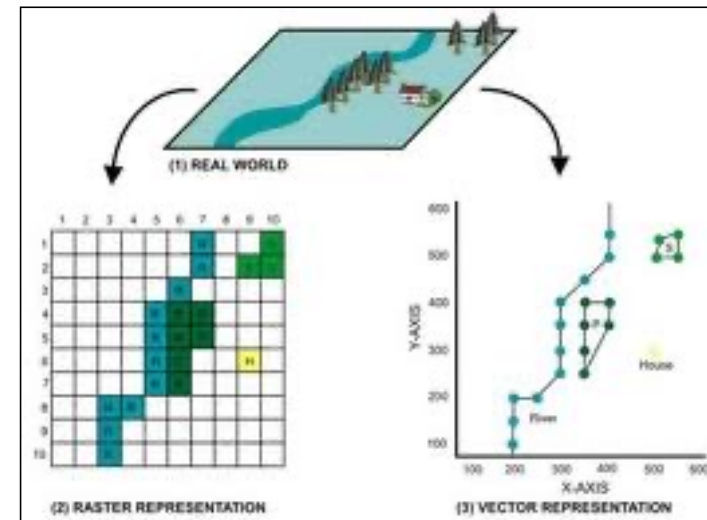 (1) REAL WORLD
1 2 3 4 5 6 7 8 9 10
1
2
3
4
5
6
7
8
9
10
H
(2) RASTER REPRESENTATION
600
500
400
300
200
100
Y-AXIS
S
P
House
River
100 200 300 400 500 600
X-AXIS
(3) VECTOR REPRESENTATION